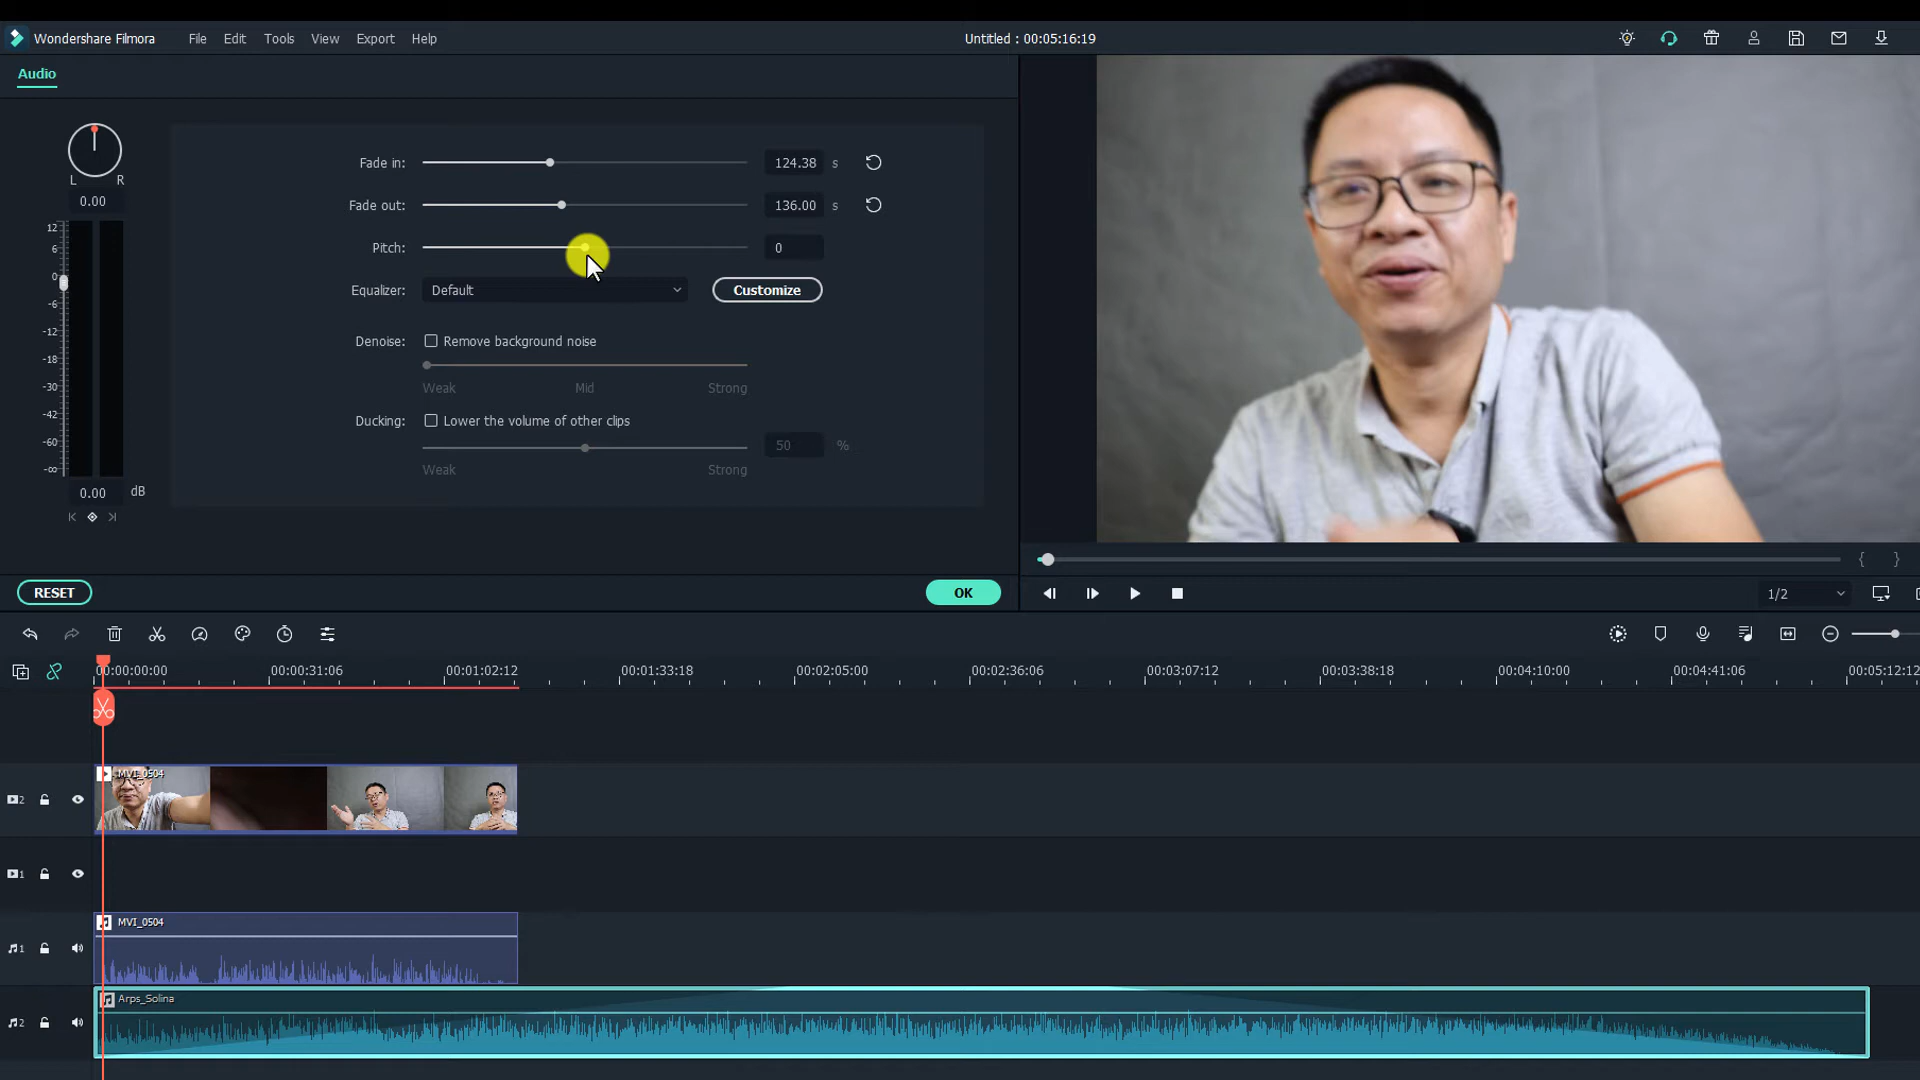 Wondershare Filmora File Edit Tools View Export Help Untitled : 00:05:16:19
Audio
Fade in: 124.38 s
L R
0.00
Fade out: 136.00 s
Pitch: 0
Equalizer: Default Customize
12
6
0
-6
-12
-18
-30
-42
-60
-∞
Denoise: Remove background noise
Weak Mid Strong
Ducking: Lower the volume of other clips
50 %
Weak Strong
0.00 dB
RESET OK
1/2
00:00:00:00 00:00:31:06 00:01:02:12 00:01:33:18 00:02:05:00 00:02:36:06 00:03:07:12 00:03:38:18 00:04:10:00 00:04:41:06 00:05:12:12
MVI_0504
2
1
MVI_0504
1
Arps_Solina
2